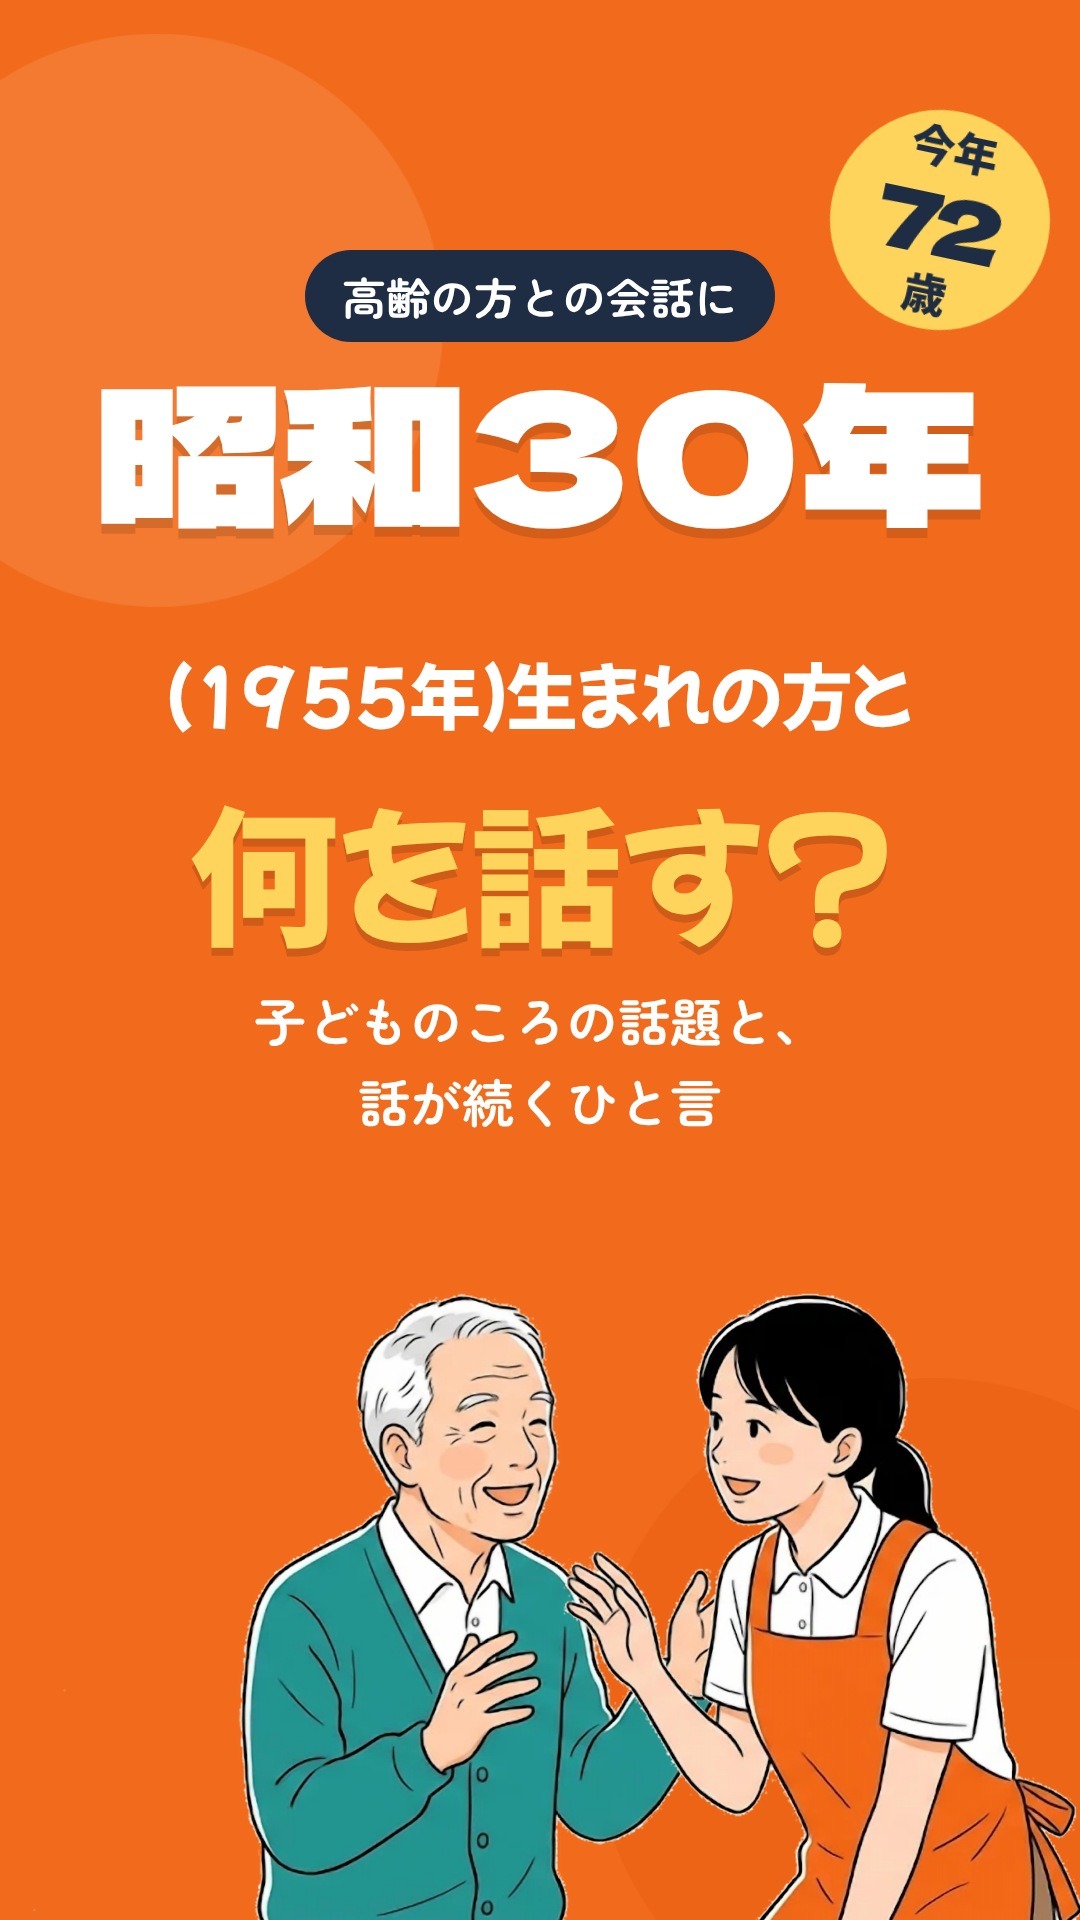 今年
72
歳
高齢の方との会話に
昭和30年
(1955年)生まれの方と
何を話す?
子どものころの話題と、
話が続くひと言